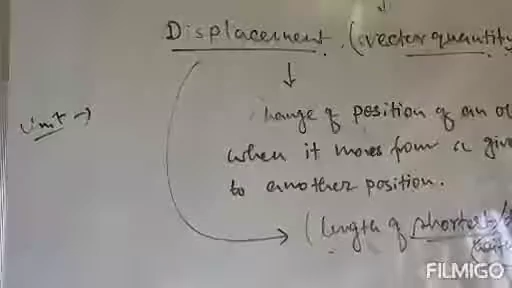 Displacement (vector quantity
Unit →
hange of position of an o
when it moves from a give
to another position.
(length of shortest
FILMIGO